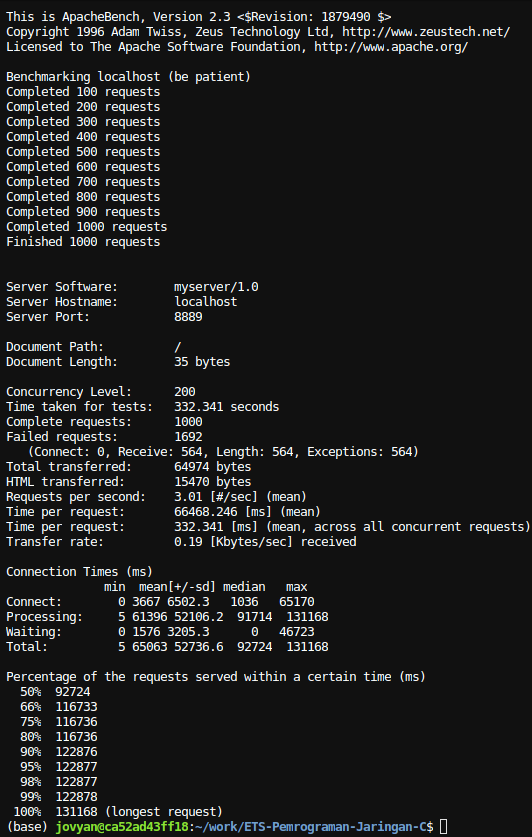 This is ApacheBench, Version 2.3 <$Revision: 1879490 $>
Copyright 1996 Adam Twiss, Zeus Technology Ltd, http://www.zeustech.net/
Licensed to The Apache Software Foundation, http://www.apache.org/

Benchmarking localhost (be patient)
Completed 100 requests
Completed 200 requests
Completed 300 requests
Completed 400 requests
Completed 500 requests
Completed 600 requests
Completed 700 requests
Completed 800 requests
Completed 900 requests
Completed 1000 requests
Finished 1000 requests


Server Software:        myserver/1.0
Server Hostname:        localhost
Server Port:            8889

Document Path:          /
Document Length:        35 bytes

Concurrency Level:      200
Time taken for tests:   332.341 seconds
Complete requests:      1000
Failed requests:        1692
   (Connect: 0, Receive: 564, Length: 564, Exceptions: 564)
Total transferred:      64974 bytes
HTML transferred:       15470 bytes
Requests per second:    3.01 [#/sec] (mean)
Time per request:       66468.246 [ms] (mean)
Time per request:       332.341 [ms] (mean, across all concurrent requests)
Transfer rate:          0.19 [Kbytes/sec] received

Connection Times (ms)
              min  mean[+/-sd] median   max
Connect:        0 3667 6502.3   1036   65170
Processing:     5 61396 52106.2  91714  131168
Waiting:        0 1576 3205.3      0   46723
Total:          5 65063 52736.6  92724  131168

Percentage of the requests served within a certain time (ms)
  50%  92724
  66%  116733
  75%  116736
  80%  116736
  90%  122876
  95%  122877
  98%  122877
  99%  122878
 100%  131168 (longest request)
(base) jovyan@ca52ad43ff18:~/work/ETS-Pemrograman-Jaringan-C$